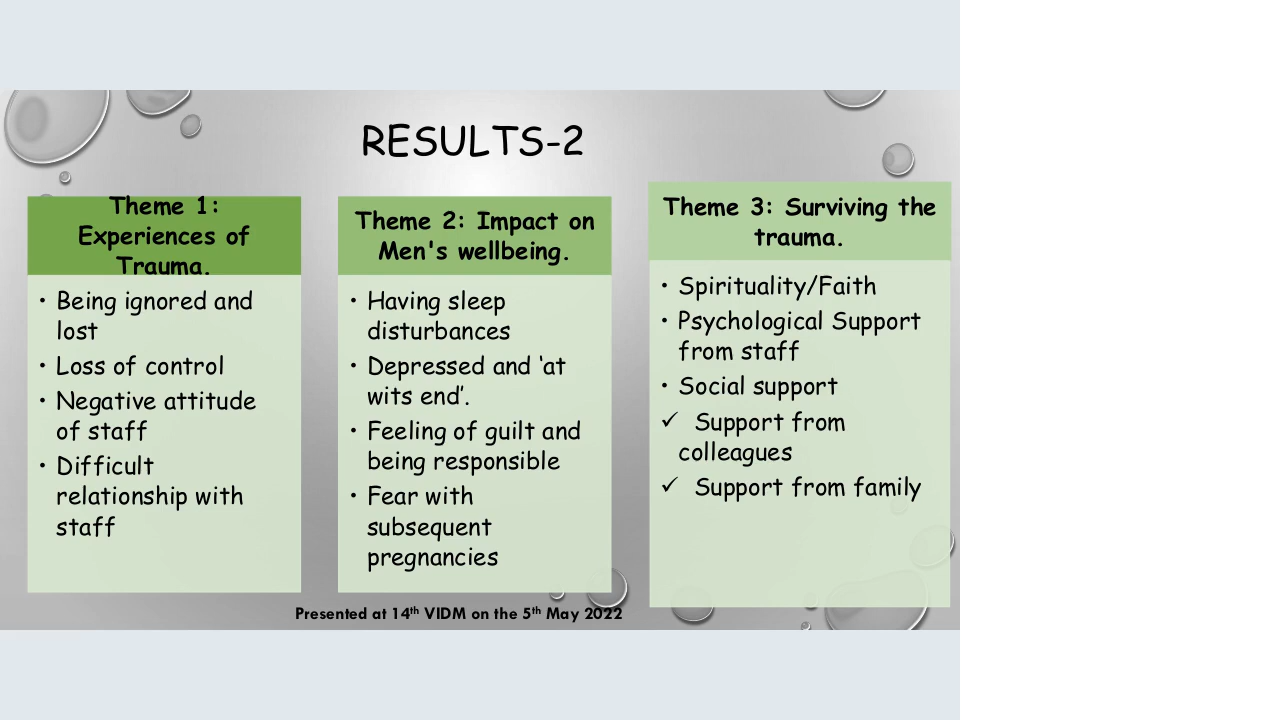 RESULTS-2
Theme 1:
Experiences of
Trauma.
• Being ignored and
lost
• Loss of control
• Negative attitude
of staff
• Difficult
relationship with
staff
Theme 2: Impact on
Men's wellbeing.
• Having sleep
disturbances
• Depressed and ‘at
wits end’.
• Feeling of guilt and
being responsible
• Fear with
subsequent
pregnancies
Theme 3: Surviving the
trauma.
• Spirituality/Faith
• Psychological Support
from staff
• Social support
✓ Support from
colleagues
✓ Support from family
Presented at 14th VIDM on the 5th May 2022